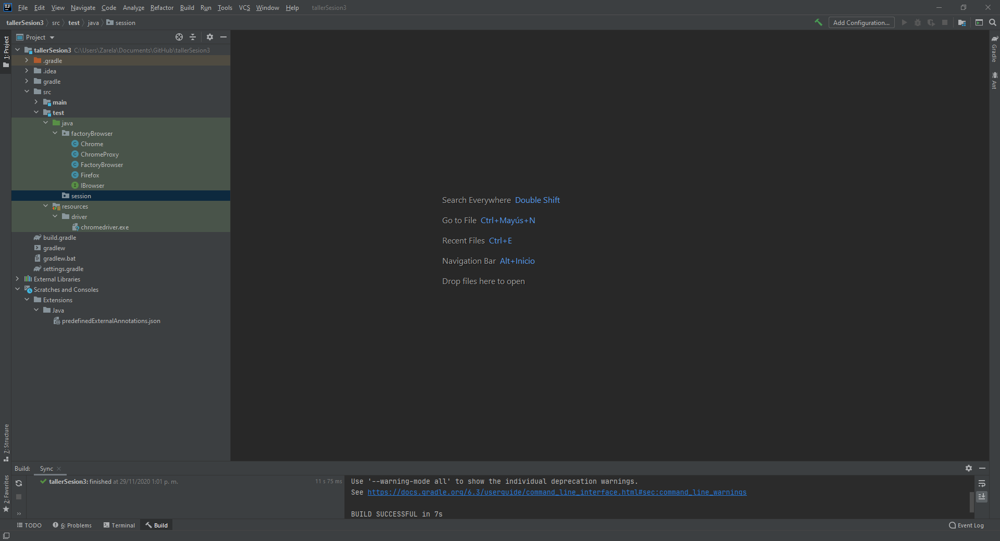 File Edit View Navigate Code Analyze Refactor Build Run Tools VCS Window Help tallerSesion3
tallerSesion3 src test java session
Add Configuration...
Project
1: Project
tallerSesion3 C:\Users\Zarela\Documents\GitHub\tallerSesion3
.gradle
.idea
gradle
src
main
test
java
factoryBrowser
Chrome
ChromeProxy
FactoryBrowser
Firefox
IBrowser
session
resources
driver
chromedriver.exe
build.gradle
gradlew
gradlew.bat
settings.gradle
External Libraries
Scratches and Consoles
Extensions
Java
predefinedExternalAnnotations.json
Search Everywhere Double Shift
Go to File Ctrl+Mayús+N
Recent Files Ctrl+E
Navigation Bar Alt+Inicio
Drop files here to open
Gradle
Ant
7: Structure
2: Favorites
Build: Sync
tallerSesion3: finished at 29/11/2020 1:01 p. m. 11 s 75 ms
Use '--warning-mode all' to show the individual deprecation warnings.
See https://docs.gradle.org/6.3/userguide/command_line_interface.html#sec:command_line_warnings
BUILD SUCCESSFUL in 7s
TODO 6: Problems Terminal Build Event Log